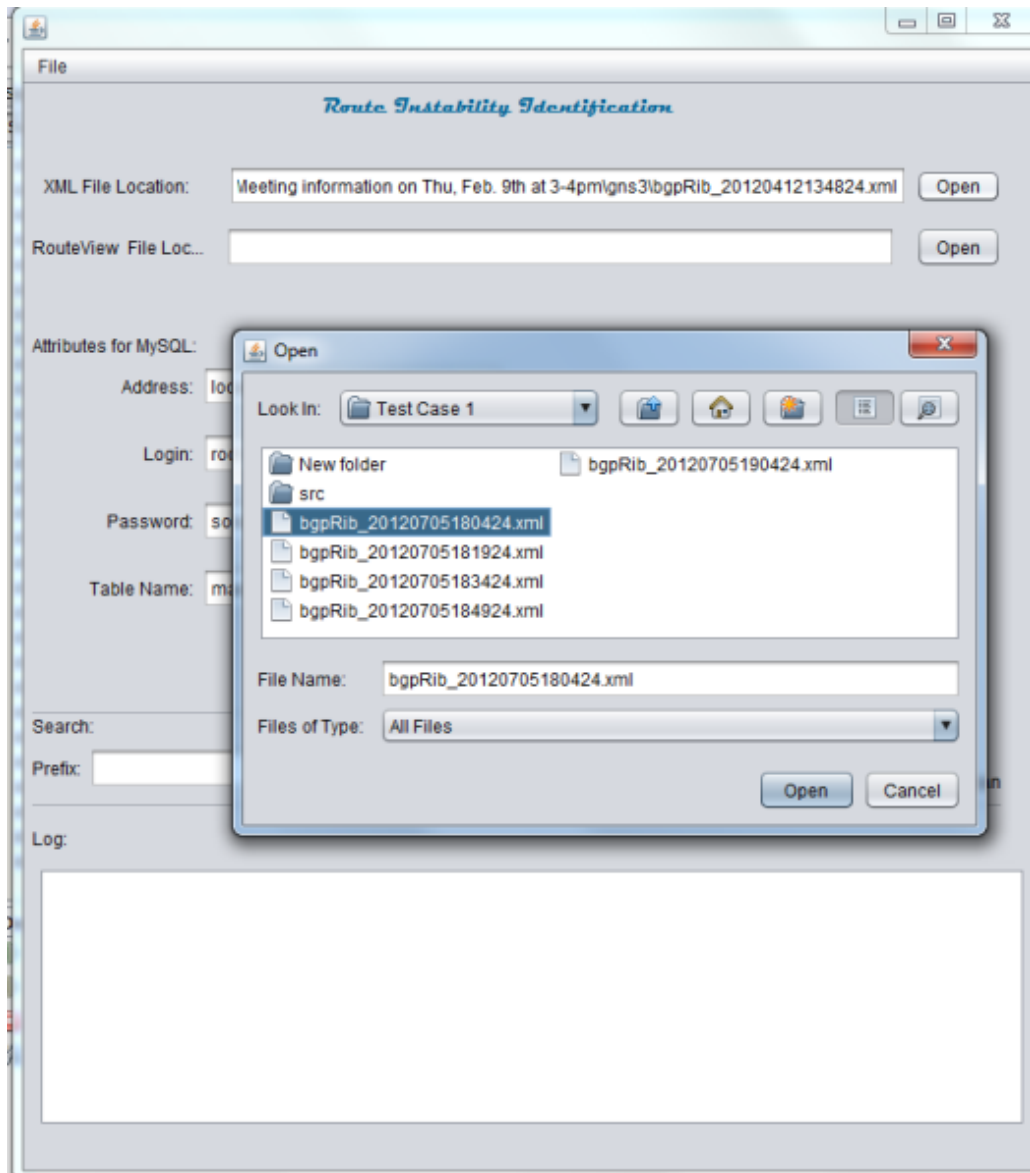 File
Route Instability Identification
XML File Location: Meeting information on Thu, Feb. 9th at 3-4pm\gns3\bgpRib_20120412134824.xml Open
RouteView File Loc... Open
Attributes for MySQL:
Open
Address:
Look In: Test Case 1
Login:
New folder bgpRib_20120705190424.xml
src
Password:
bgpRib_20120705180424.xml
bgpRib_20120705181924.xml
Table Name:
bgpRib_20120705183424.xml
bgpRib_20120705184924.xml
File Name: bgpRib_20120705180424.xml
Search:
Files of Type: All Files
Prefix:
Open Cancel
Log: